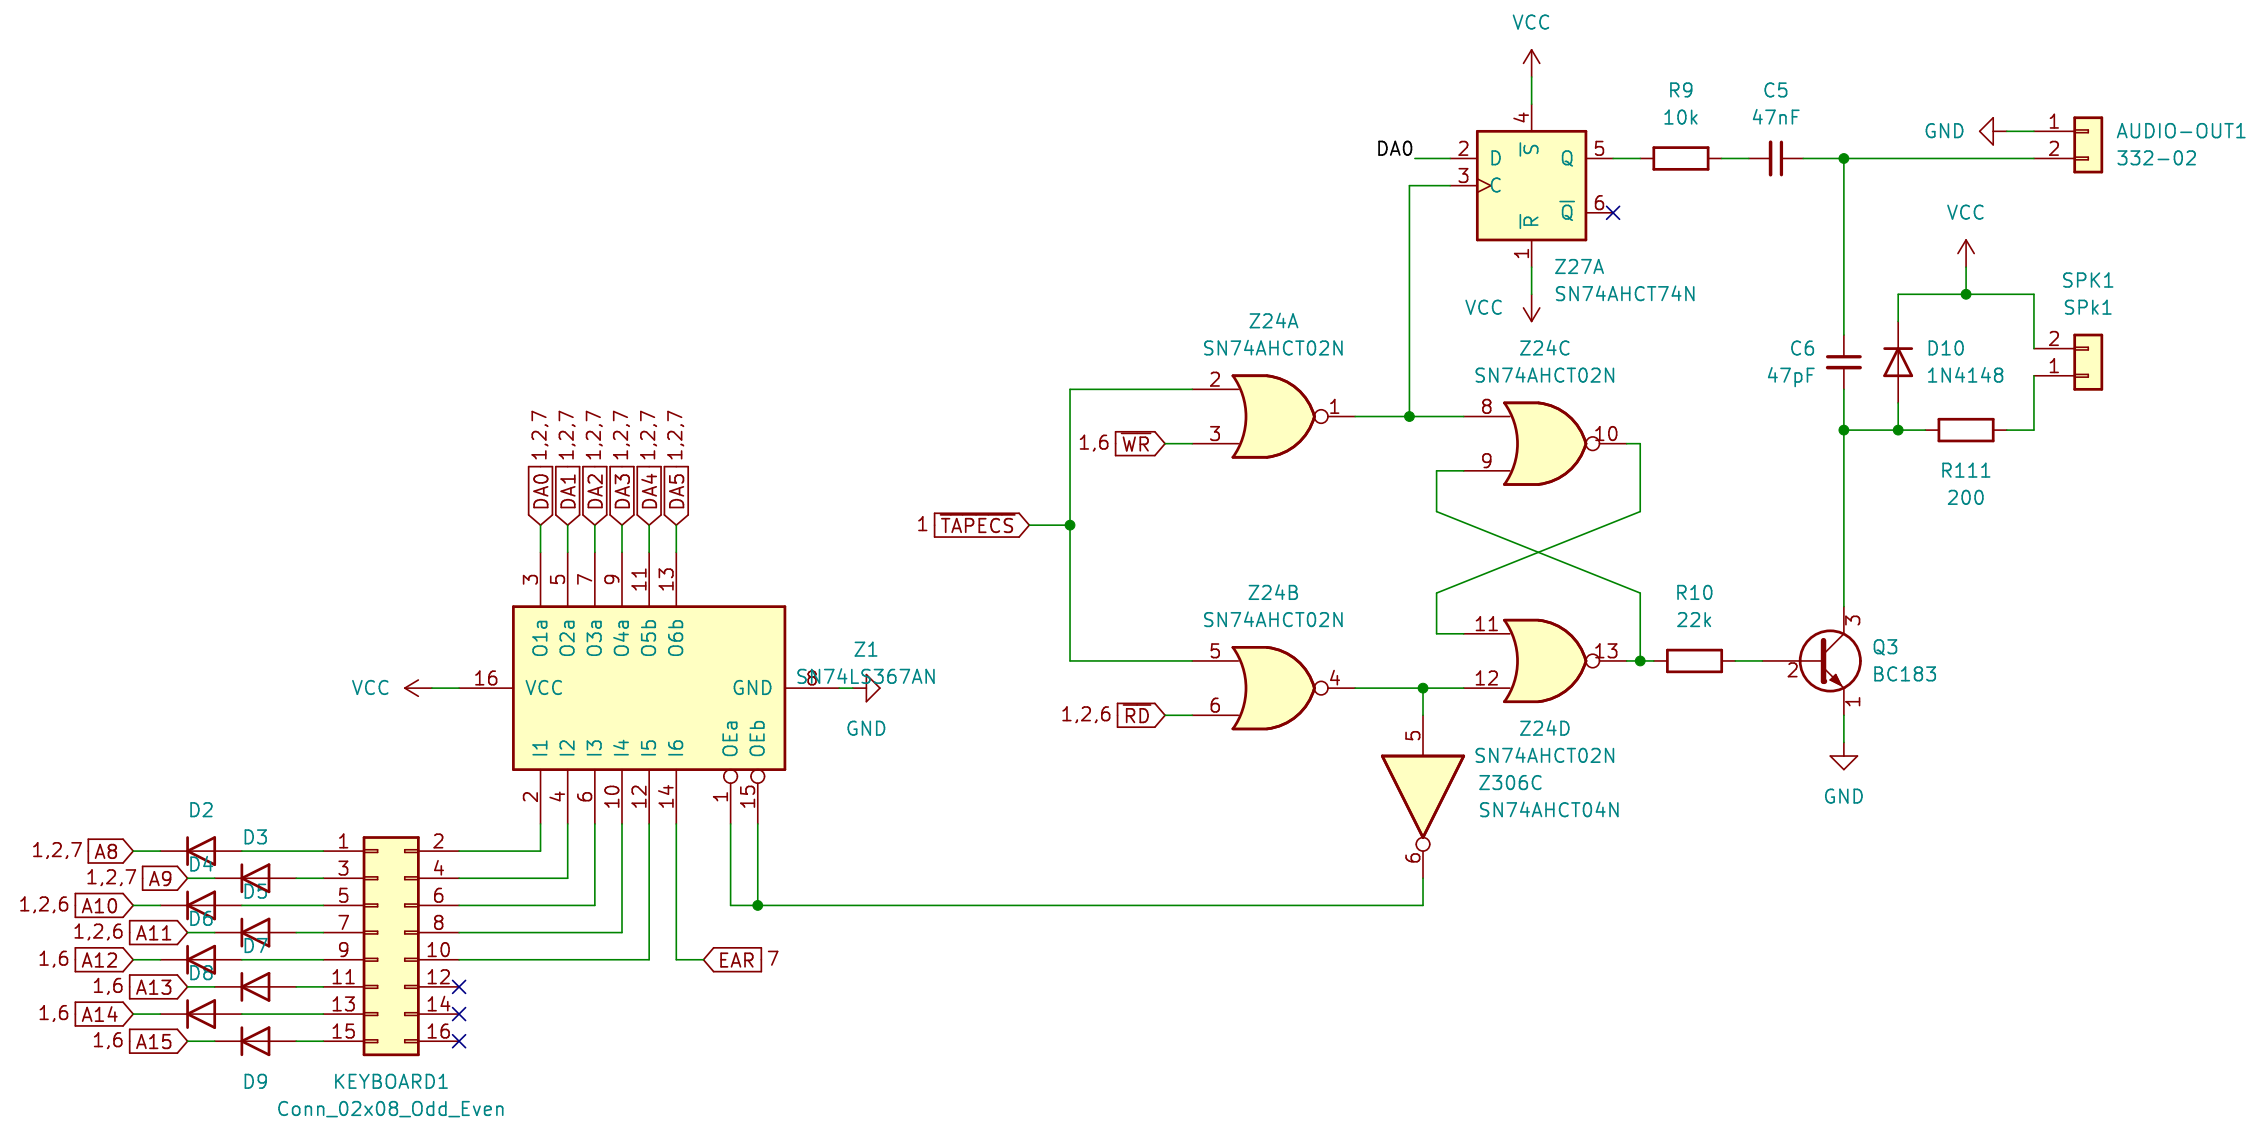 VCC
R9
10k
C5
47nF
4
GND
1
AUDIO-OUT1
2
332-02
DA0
2
D
S
Q
5
3
C
6
Q
R
1
VCC
Z27A
SN74AHCT74N
VCC
SPK1
SPk1
Z24A
SN74AHCT02N
Z24C
SN74AHCT02N
C6
47pF
D10
1N4148
2
1
2
1
8
10
1,6 WR
3
9
R111
200
1,2,7 1,2,7 1,2,7 1,2,7 1,2,7 1,2,7
DA0 DA1 DA2 DA3 DA4 DA5
1 TAPECS
3 5 7 9 11 13
Z24B
SN74AHCT02N
R10
22k
O1a O2a O3a O4a O5b O6b
11
13
3
Z1
SN74LS367AN
5
2
Q3
BC183
VCC
16
VCC
GND
8
4
12
1
1,2,6 RD
6
GND
Z24D
SN74AHCT02N
I1 I2 I3 I4 I5 I6 OEa OEb
5
Z306C
SN74AHCT04N
GND
2 4 6 10 12 14 1 15
D2
D3
6
1,2,7 A8
1
2
D4
1,2,7 A9
3
4
D5
1,2,6 A10
5
6
D6
1,2,6 A11
7
8
D7
1,6 A12
9
10
EAR 7
D8
1,6 A13
11
12
1,6 A14
13
14
1,6 A15
15
16
D9
KEYBOARD1
Conn_02x08_Odd_Even